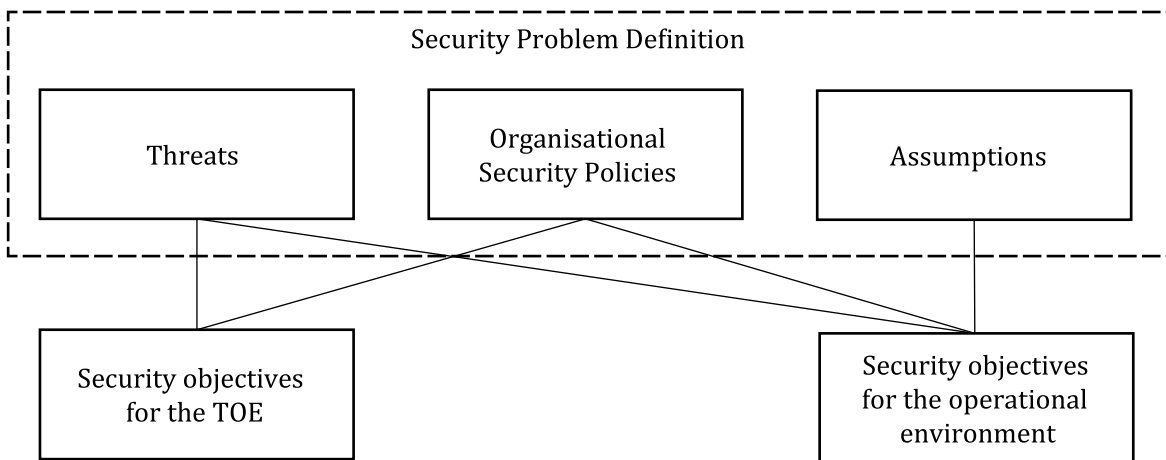 Security Problem Definition
Threats
Organisational
Security Policies
Assumptions
Security objectives
for the TOE
Security objectives
for the operational
environment